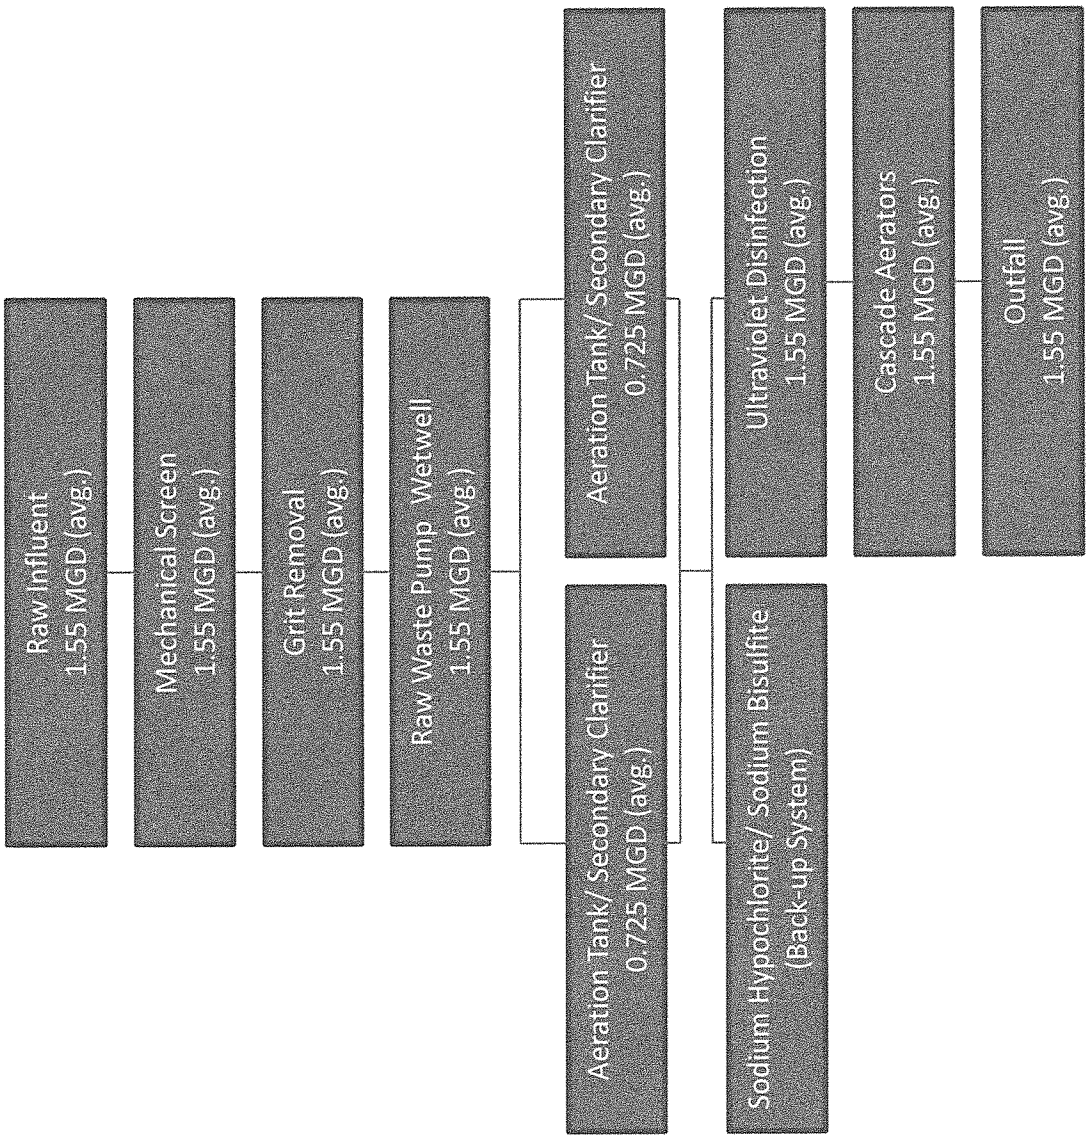 Raw Influent
1.55 MGD (avg.)
Mechanical Screen
1.55 MGD (avg.)
Grit Removal
1.55 MGD (avg.)
Raw Waste Pump Wetwell
1.55 MGD (avg.)
Aeration Tank/ Secondary Clarifier
0.725 MGD (avg.)
Aeration Tank/ Secondary Clarifier
0.725 MGD (avg.)
Sodium Hypochlorite/ Sodium Bisulfite
(Back-up System)
Ultraviolet Disinfection
1.55 MGD (avg.)
Cascade Aerators
1.55 MGD (avg.)
Outfall
1.55 MGD (avg.)